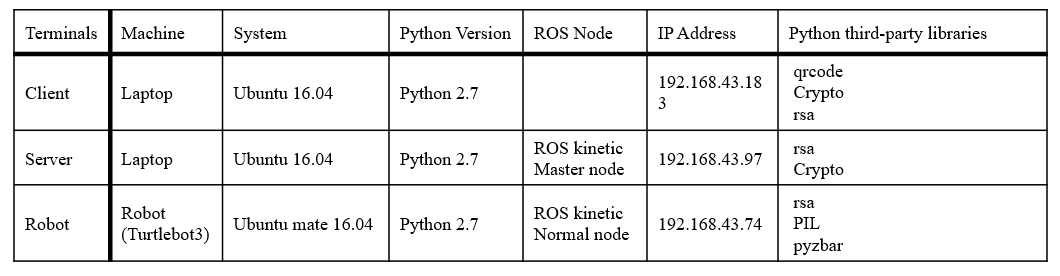 Terminals Machine System Python Version ROS Node IP Address Python third-party libraries
Client Laptop Ubuntu 16.04 Python 2.7 192.168.43.18
3 qrcode
Crypto
rsa
Server Laptop Ubuntu 16.04 Python 2.7 ROS kinetic
Master node 192.168.43.97 rsa
Crypto
Robot Robot
(Turtlebot3) Ubuntu mate 16.04 Python 2.7 ROS kinetic
Normal node 192.168.43.74 rsa
PIL
pyzbar